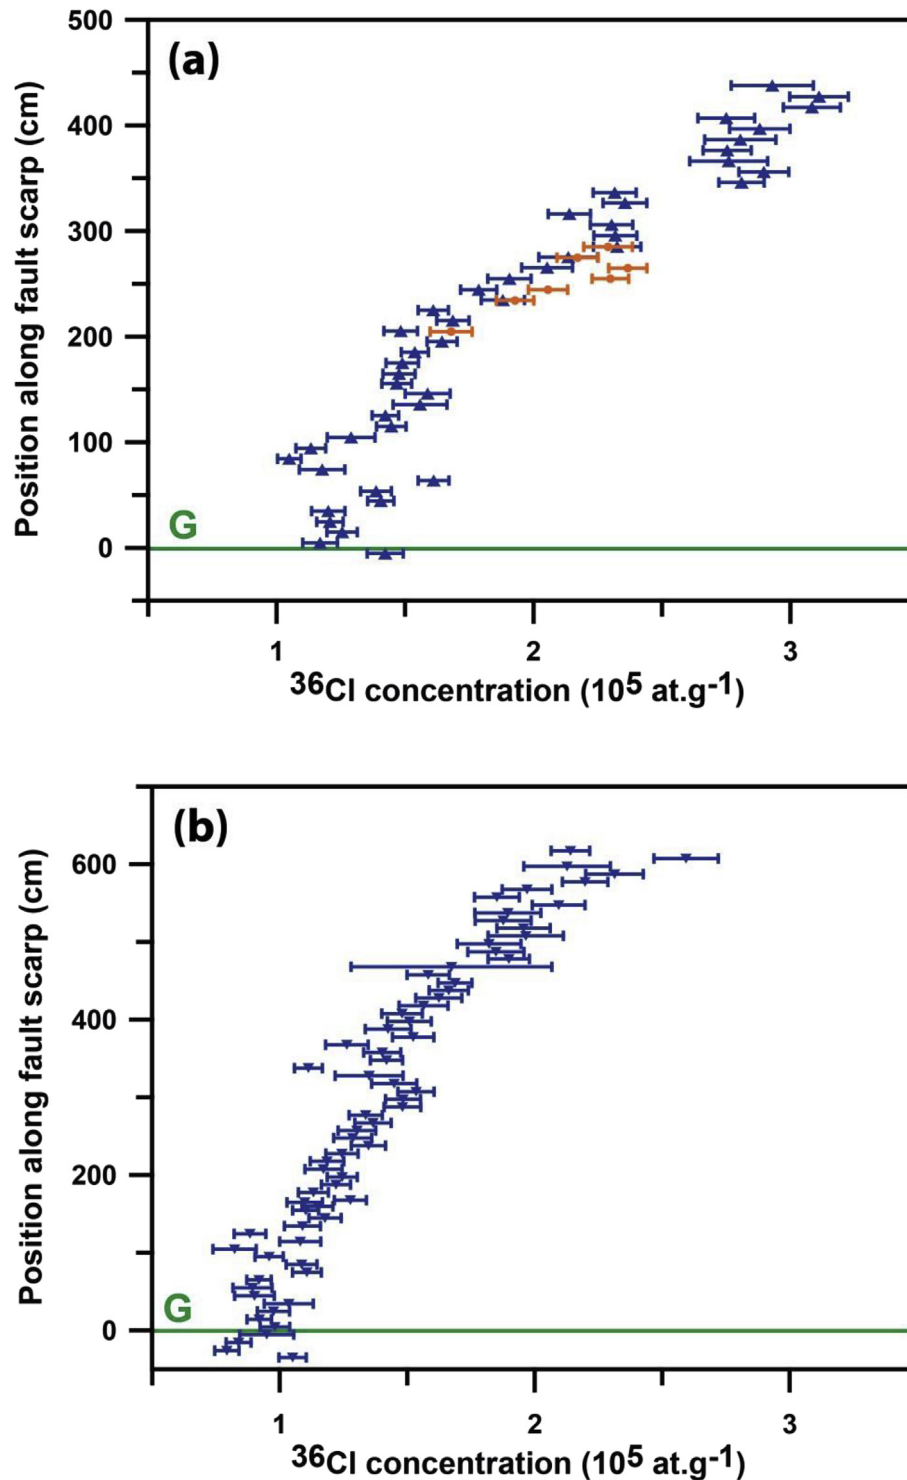 (a)
Position along fault scarp (cm)
500
400
300
200
100
0
G
1 2 3
³⁶Cl concentration (10⁵ at.g⁻¹)
(b)
Position along fault scarp (cm)
600
400
200
0
G
1 2 3
³⁶Cl concentration (10⁵ at.g⁻¹)